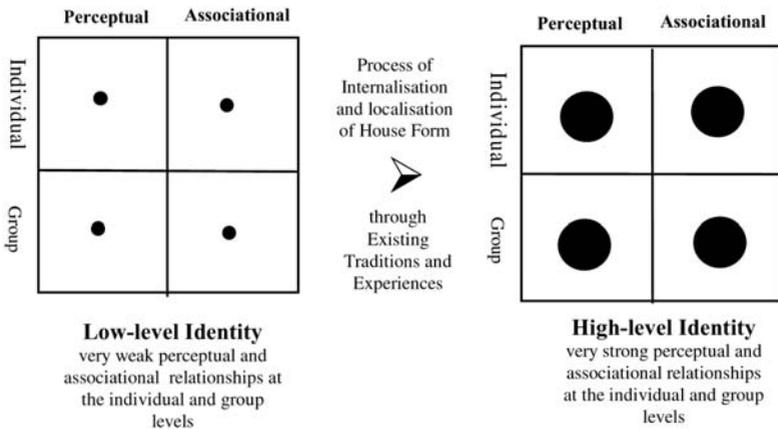 Perceptual Associational
Individual
Group
Low-level Identity
very weak perceptual and
associational relationships at
the individual and group
levels
Process of
Internalisation
and localisation
of House Form
through
Existing
Traditions and
Experiences
Perceptual Associational
Individual
Group
High-level Identity
very strong perceptual and
associational relationships
at the individual and group
levels